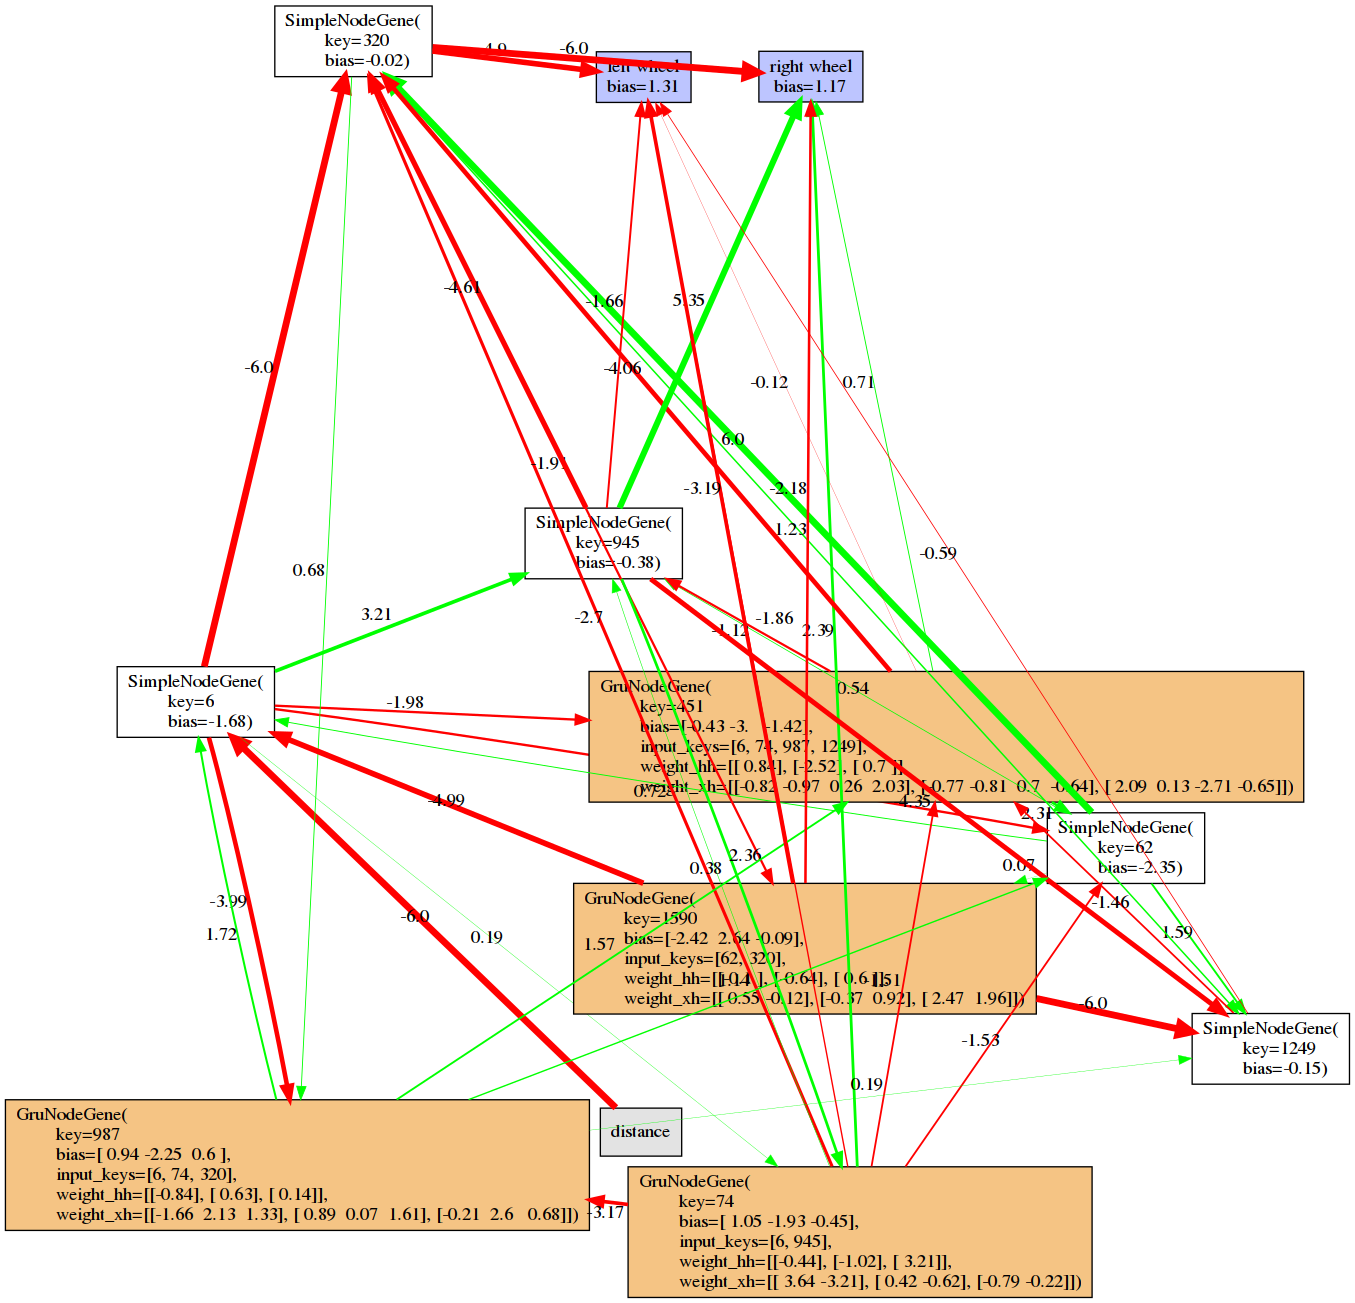 SimpleNodeGene(
key=320
bias=-0.02)
-4.9
-6.0
left wheel
bias=1.31
right wheel
bias=1.17
-4.61
-1.66
5.35
-6.0
-4.06
-0.12
0.71
6.0
-1.97
-3.19
-2.18
1.23
SimpleNodeGene(
key=945
bias=-0.38)
-0.59
0.68
3.21
-2.7
-1.12
-1.86
2.39
SimpleNodeGene(
key=6
bias=-1.68)
-1.98
0.54
GruNodeGene(
key=451
bias=[-0.43 -3. -1.42],
input_keys=[6, 74, 987, 1249],
weight_hh=[[ 0.84], [-2.52], [ 0.7 ]],
weight_xh=[[-0.82 -0.97 0.26 2.03], [ 0.77 -0.81 0.7 -0.64], [ 2.09 0.13 -2.71 -0.65]])
-4.99
-4.35
2.31
SimpleNodeGene(
key=62
bias=-2.35)
0.38
2.36
0.07
GruNodeGene(
key=1590
bias=[-2.42 2.64 -0.09],
input_keys=[62, 320],
weight_xh=[[ 0.55 -0.12], [-0.37 0.92], [ 2.47 1.96]])
-3.99
1.72
-6.0
0.19
1.57
-1.51
-1.46
1.59
-6.0
SimpleNodeGene(
key=1249
bias=-0.15)
-1.53
0.19
distance
GruNodeGene(
key=987
bias=[ 0.94 -2.25 0.6 ],
input_keys=[6, 74, 320],
weight_hh=[[-0.84], [ 0.63], [ 0.14]],
weight_xh=[[-1.66 2.13 1.33], [ 0.89 0.07 1.61], [-0.21 2.6 0.68]])
-3.17
GruNodeGene(
key=74
bias=[ 1.05 -1.93 -0.45],
input_keys=[6, 945],
weight_hh=[[-0.44], [-1.02], [ 3.21]],
weight_xh=[[ 3.64 -3.21], [ 0.42 -0.62], [-0.79 -0.22]])